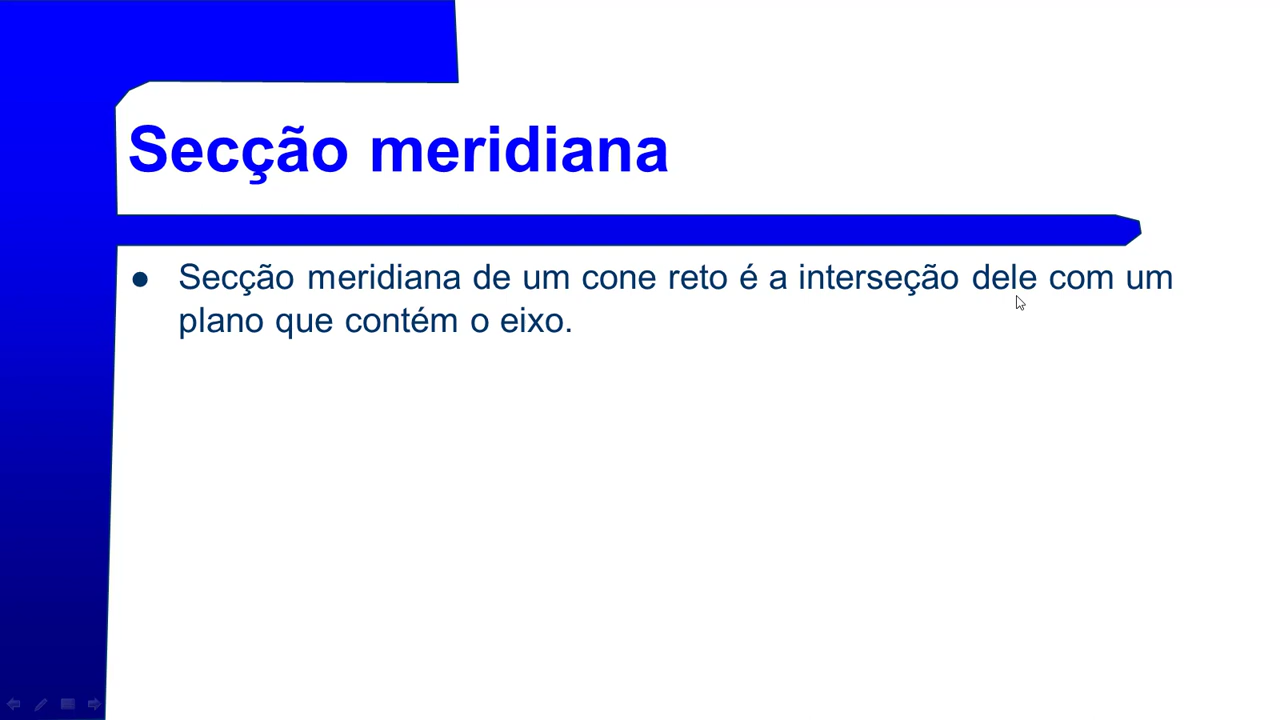 Secção meridiana
● Secção meridiana de um cone reto é a interseção dele com um
plano que contém o eixo.